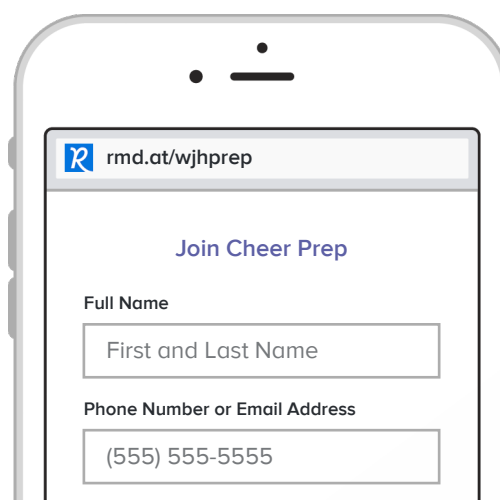 rmd.at/wjhprep
Join Cheer Prep
Full Name
First and Last Name
Phone Number or Email Address
(555) 555-5555